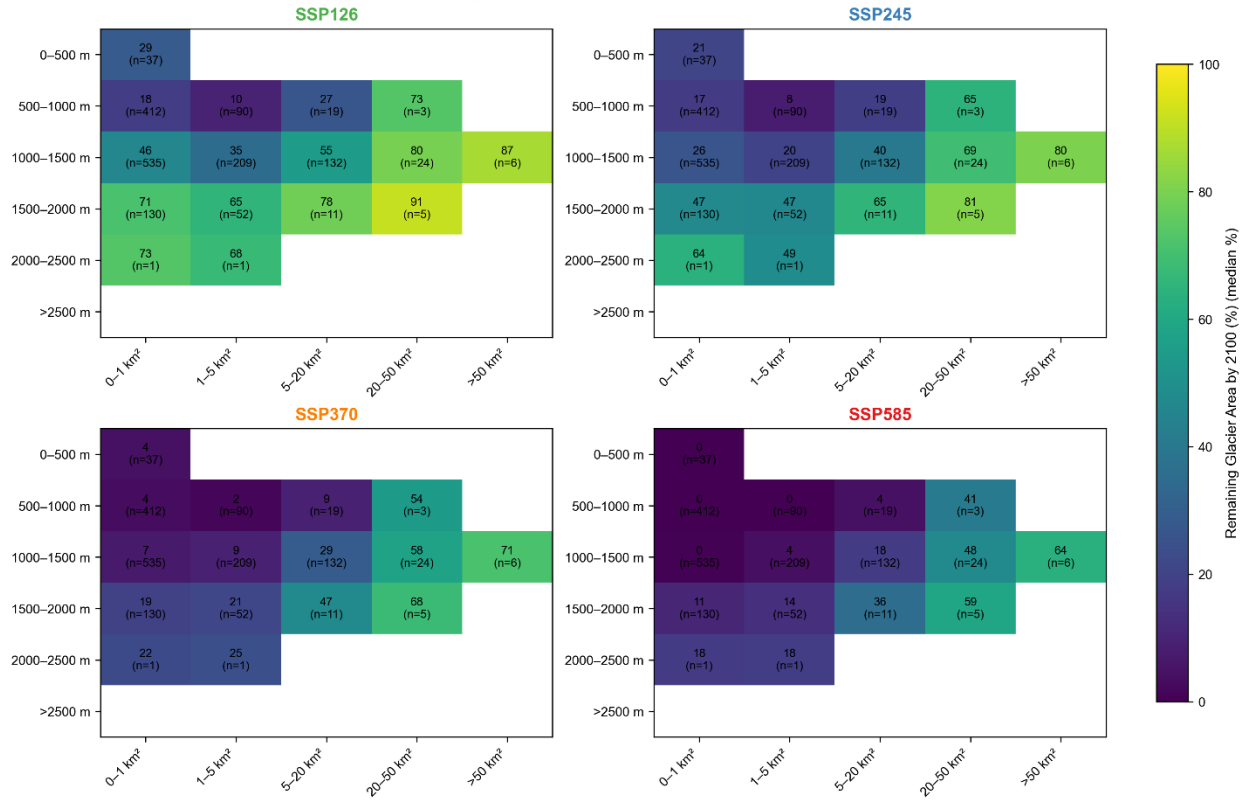 SSP126
0–500 m
500–1000 m
1000–1500 m
1500–2000 m
2000–2500 m
>2500 m
29
(n=37)
18
(n=412)
10
(n=90)
27
(n=19)
73
(n=3)
46
(n=535)
35
(n=209)
55
(n=132)
80
(n=24)
87
(n=6)
71
(n=130)
65
(n=52)
78
(n=11)
91
(n=5)
73
(n=1)
68
(n=1)
0–1 km²
1–5 km²
5–20 km²
20–50 km²
>50 km²
SSP245
0–500 m
500–1000 m
1000–1500 m
1500–2000 m
2000–2500 m
>2500 m
21
(n=37)
17
(n=412)
8
(n=90)
19
(n=19)
65
(n=3)
26
(n=535)
20
(n=209)
40
(n=132)
69
(n=24)
80
(n=6)
47
(n=130)
47
(n=52)
65
(n=11)
81
(n=5)
64
(n=1)
49
(n=1)
0–1 km²
1–5 km²
5–20 km²
20–50 km²
>50 km²
SSP370
0–500 m
500–1000 m
1000–1500 m
1500–2000 m
2000–2500 m
>2500 m
4
(n=37)
4
(n=412)
2
(n=90)
9
(n=19)
54
(n=3)
7
(n=535)
9
(n=209)
29
(n=132)
58
(n=24)
71
(n=6)
19
(n=130)
21
(n=52)
47
(n=11)
68
(n=5)
22
(n=1)
25
(n=1)
0–1 km²
1–5 km²
5–20 km²
20–50 km²
>50 km²
SSP585
0–500 m
500–1000 m
1000–1500 m
1500–2000 m
2000–2500 m
>2500 m
0
(n=37)
0
(n=412)
0
(n=90)
4
(n=19)
41
(n=3)
0
(n=535)
4
(n=209)
18
(n=132)
48
(n=24)
64
(n=6)
11
(n=130)
14
(n=52)
36
(n=11)
59
(n=5)
18
(n=1)
18
(n=1)
0–1 km²
1–5 km²
5–20 km²
20–50 km²
>50 km²
100
80
60
40
20
0
Remaining Glacier Area by 2100 (%) (median %)